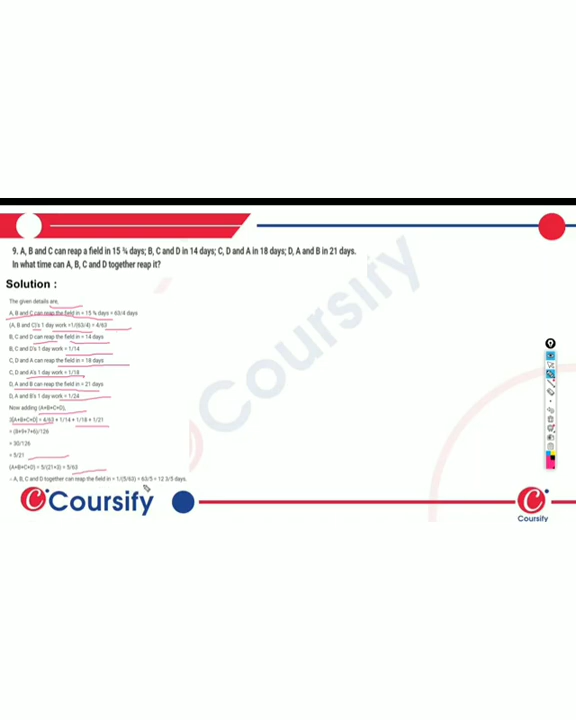 9. A, B and C can reap a field in 15 ¾ days; B, C and D in 14 days; C, D and A in 18 days; D, A and B in 21 days.
In what time can A, B, C and D together reap it?
Solution :
The given details are,
A, B and C can reap the field in = 15 ¾ days = 63/4 days
(A, B and C)'s 1 day work =1/(63/4) = 4/63
B, C and D can reap the field in = 14 days
B, C and D's 1 day work = 1/14
C, D and A can reap the field in = 18 days
C, D and A's 1 day work = 1/18
D, A and B can reap the field in = 21 days
D, A and B's 1 day work = 1/24
Now adding (A+B+C+D),
3[A+B+C+D] = 4/63 + 1/14 + 1/18 + 1/21
= (8+9+7+6)/126
= 30/126
= 5/21
(A+B+C+D) = 5/(21×3) = 5/63
∴ A, B, C and D together can reap the field in = 1/(5/63) = 63/5 = 12 3/5 days.
Coursify
Coursify
Coursify